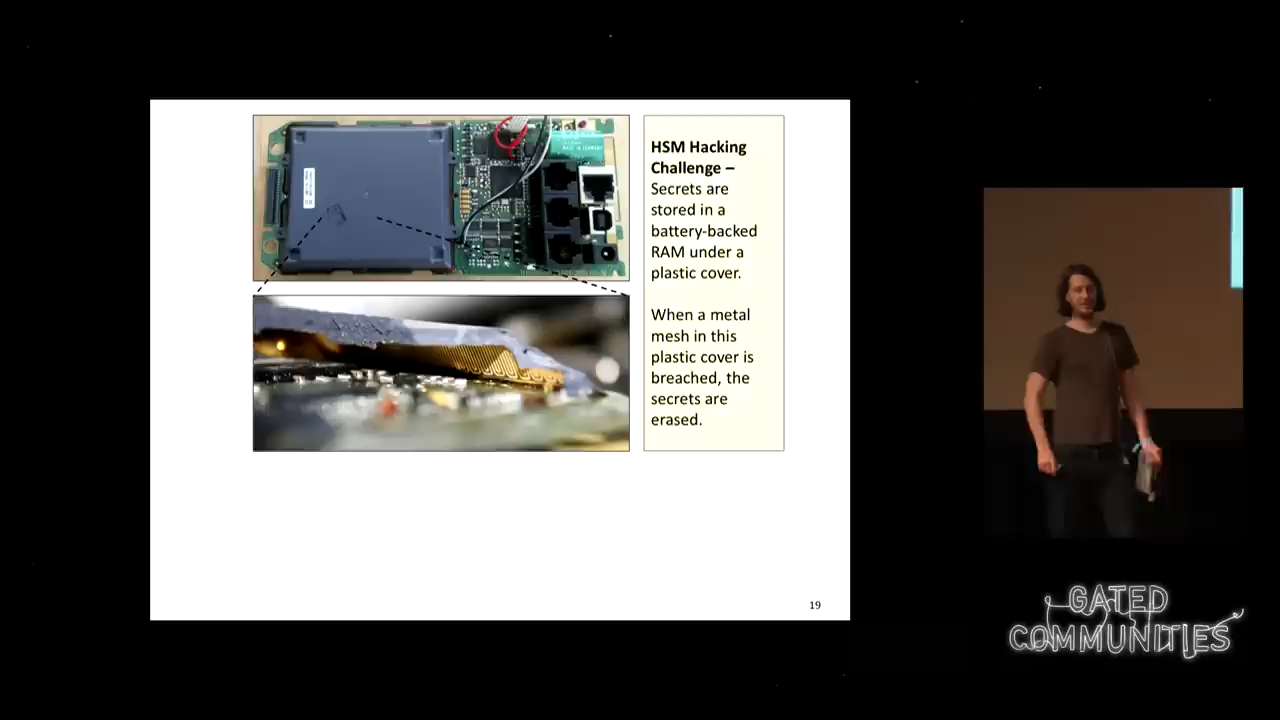 HSM Hacking
Challenge –
Secrets are
stored in a
battery-backed
RAM under a
plastic cover.
When a metal
mesh in this
plastic cover is
breached, the
secrets are
erased.
19
GATED
COMMUNITIES